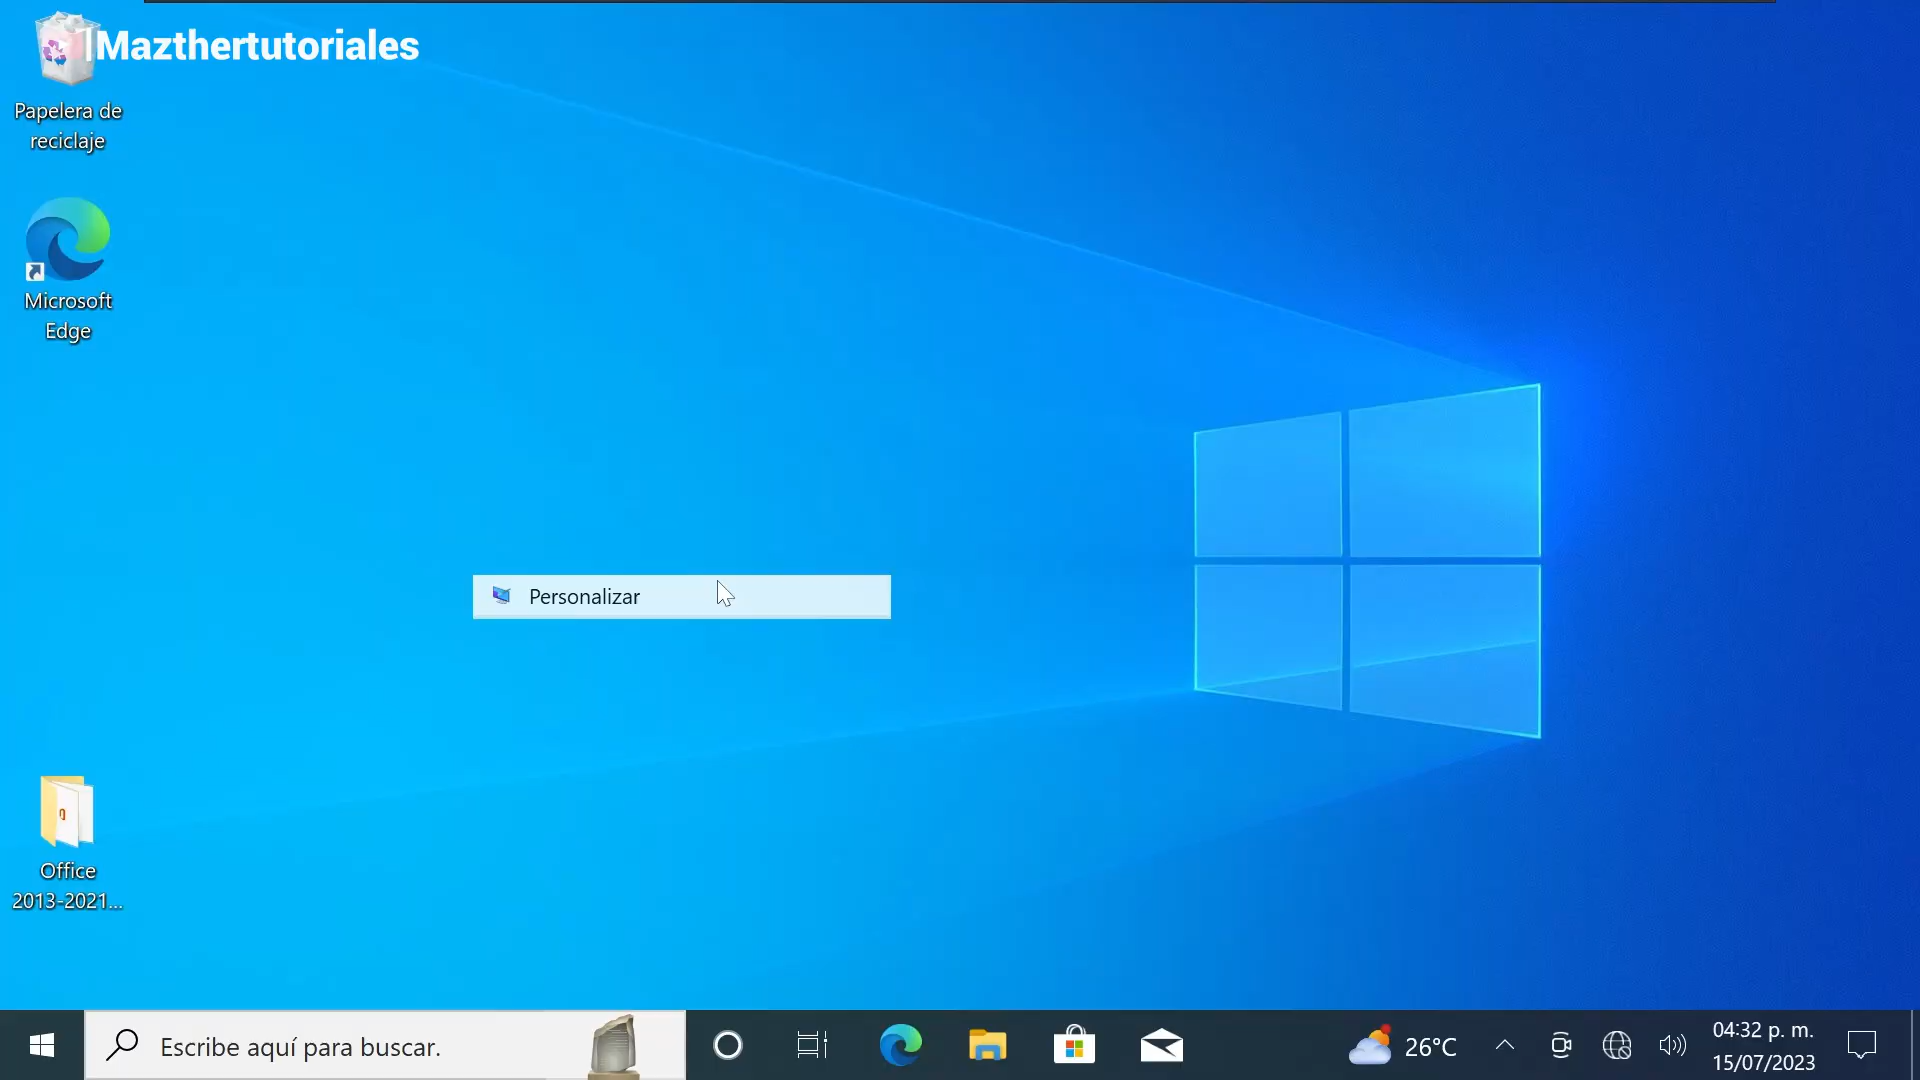 Mazthertutoriales
Papelera de
reciclaje
Microsoft
Edge
Personalizar
Office
2013-2021...
Escribe aquí para buscar.
26°C
04:32 p. m.
15/07/2023